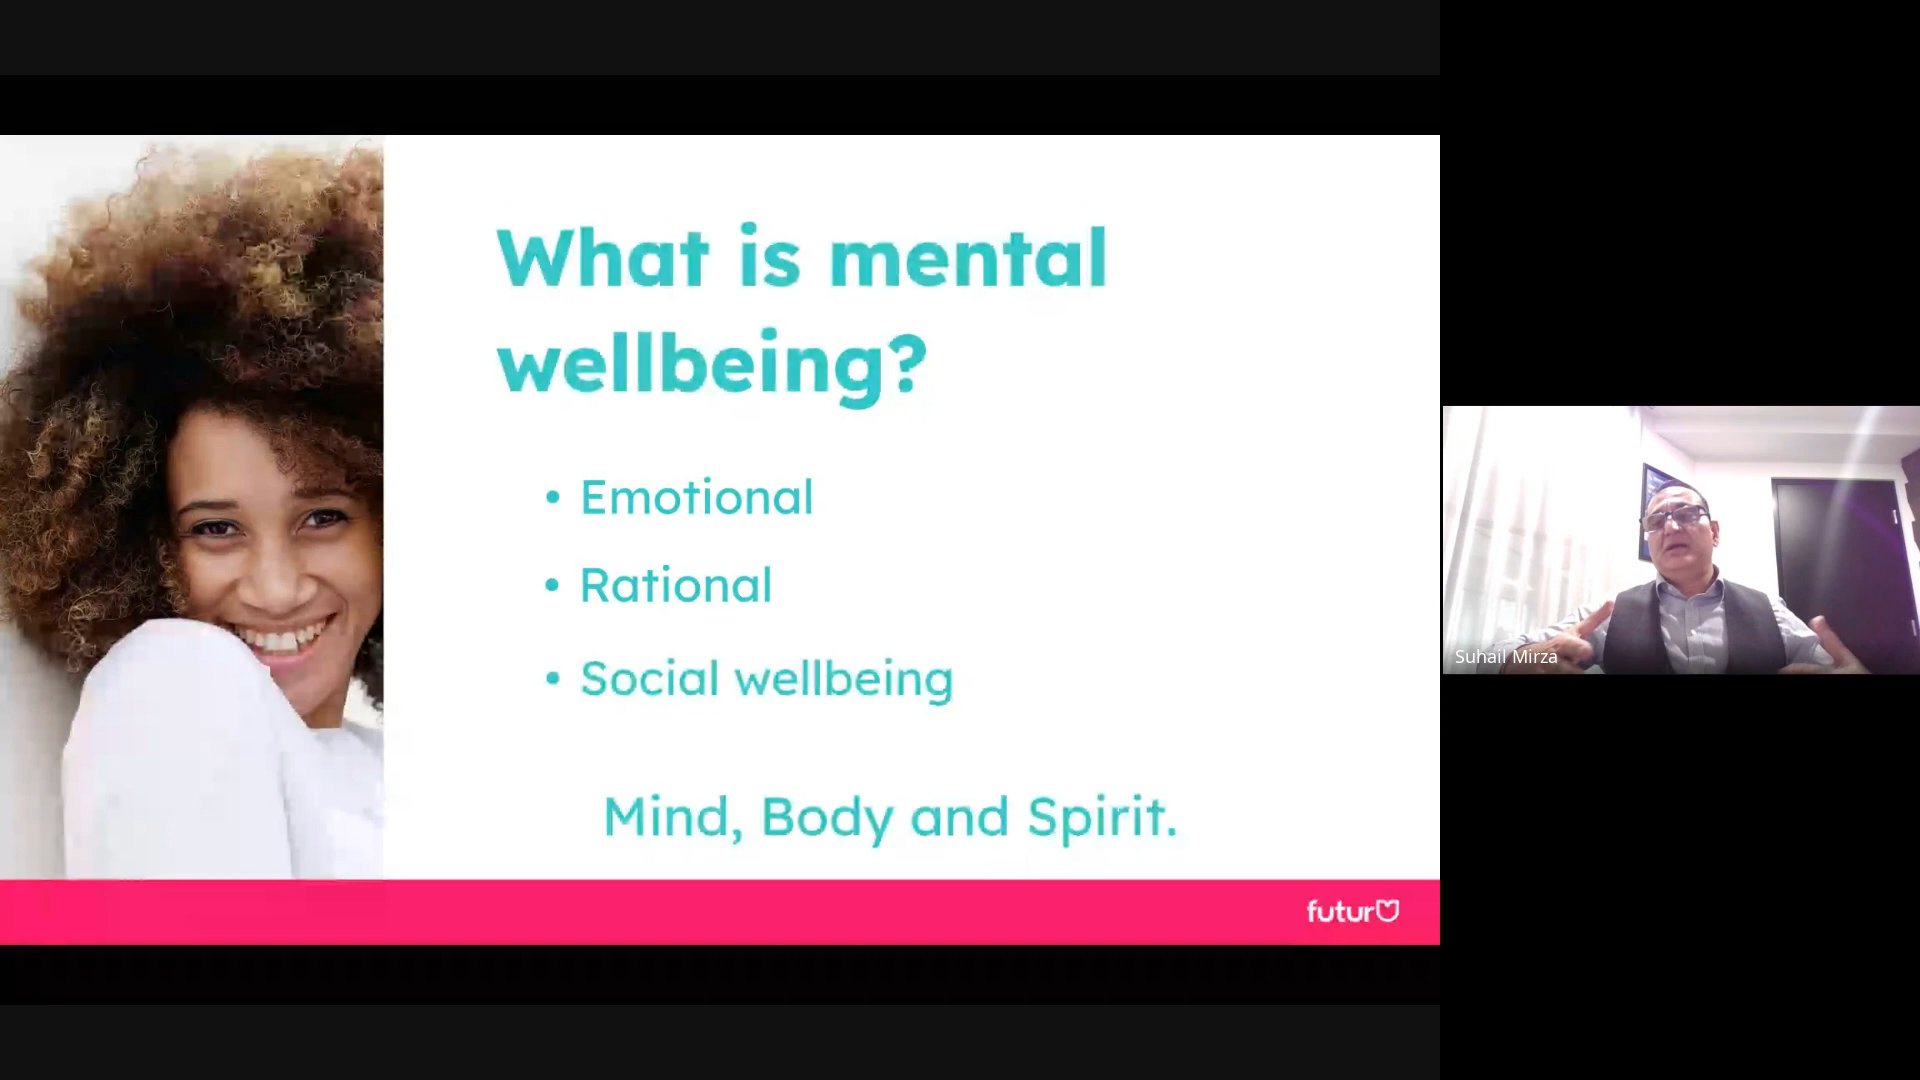 What is mental
wellbeing?
• Emotional
• Rational
• Social wellbeing
Mind, Body and Spirit.
futur
Suhail Mirza